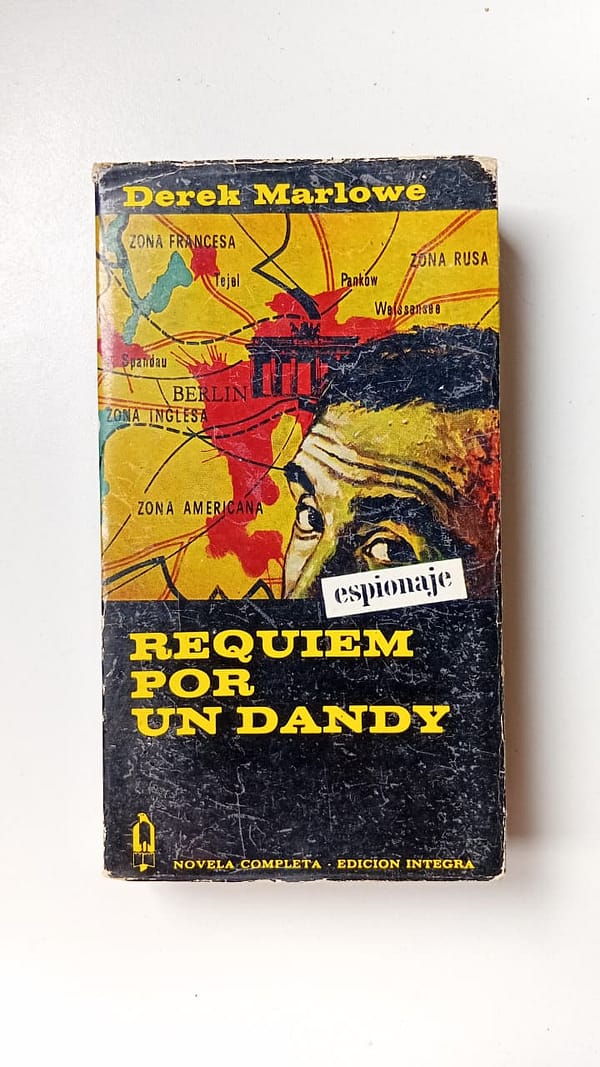 Derek Marlowe
ZONA FRANCESA
ZONA RUSA
Tejel
Pankow
Weissensee
Spandau
BERLIN
ZONA INGLESA
ZONA AMERICANA
espionaje
REQUIEM
POR
UN DANDY
NOVELA COMPLETA · EDICION INTEGRA